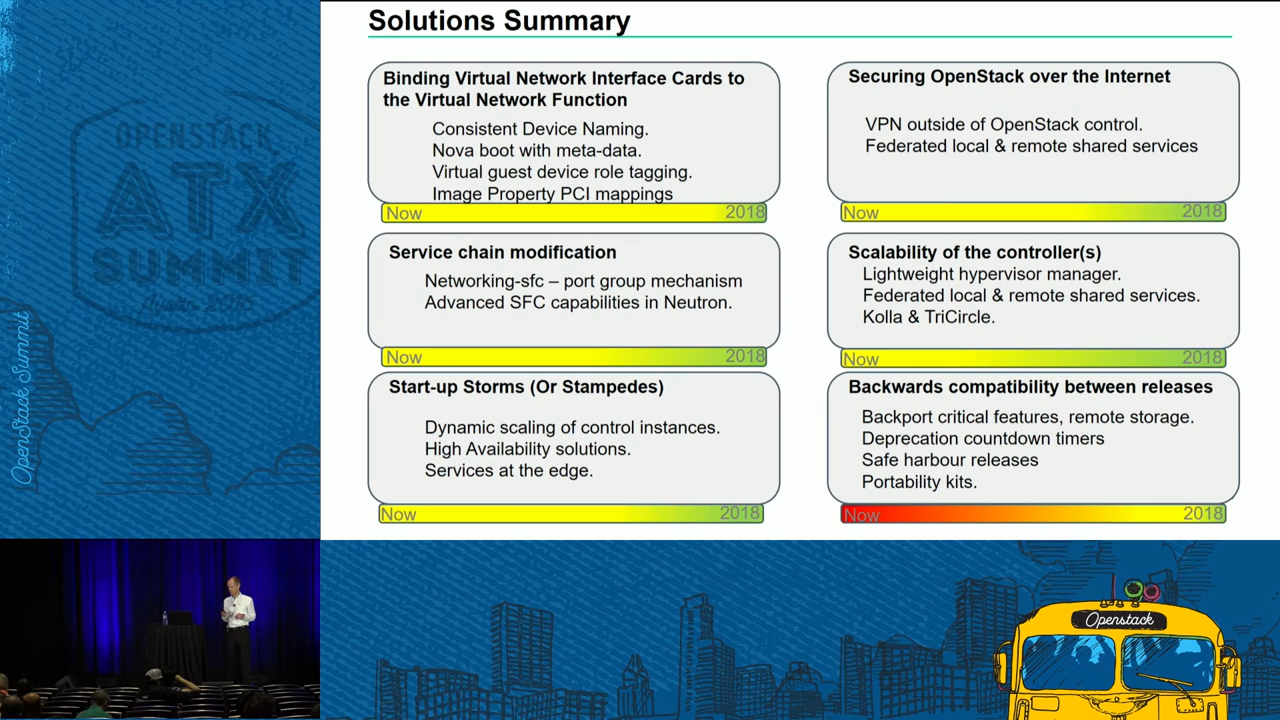 Solutions Summary
Binding Virtual Network Interface Cards to
the Virtual Network Function
Consistent Device Naming.
Nova boot with meta-data.
Virtual guest device role tagging.
Image Property PCI mappings
Now 2018
Securing OpenStack over the Internet
VPN outside of OpenStack control.
Federated local & remote shared services
Now 2018
Service chain modification
Networking-sfc – port group mechanism
Advanced SFC capabilities in Neutron.
Now 2018
Scalability of the controller(s)
Lightweight hypervisor manager.
Federated local & remote shared services.
Kolla & TriCircle.
Now 2018
Start-up Storms (Or Stampedes)
Dynamic scaling of control instances.
High Availability solutions.
Services at the edge.
Now 2018
Backwards compatibility between releases
Backport critical features, remote storage.
Deprecation countdown timers
Safe harbour releases
Portability kits.
Now 2018
OPENSTACK
ATX
SUMMIT
Austin 2016
OpenStack Summit
Openstack